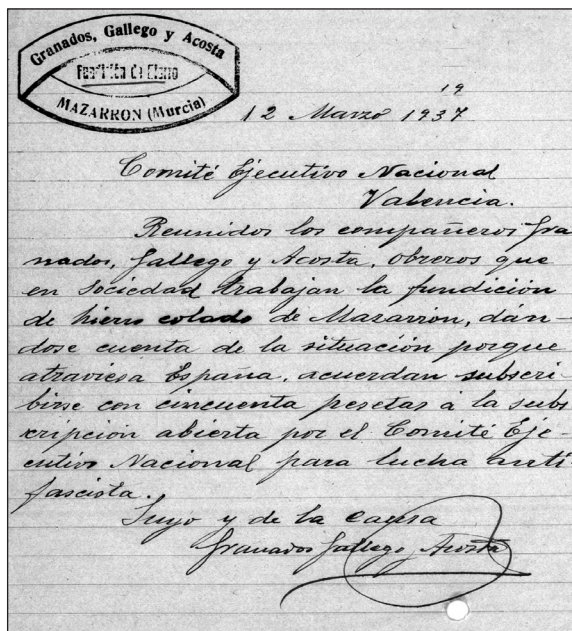 Granados, Gallego y Acosta
MAZARRON (Murcia)
19
12 Marzo 1937
Comité Ejecutivo Nacional
Valencia.
Reunidos los compañeros Gra
nados, Gallego y Acosta, obreros que
en sociedad trabajan la fundición
de hierro colado de Mazarrón, dán-
dose cuenta de la situación porque
atraviesa España, acuerdan subscri-
birse con cincuenta pesetas á la subs
cripción abierta por el Comité Eje-
cutivo Nacional para lucha anti-
fascista.
Suyo y de la causa
Granados Gallego Acosta